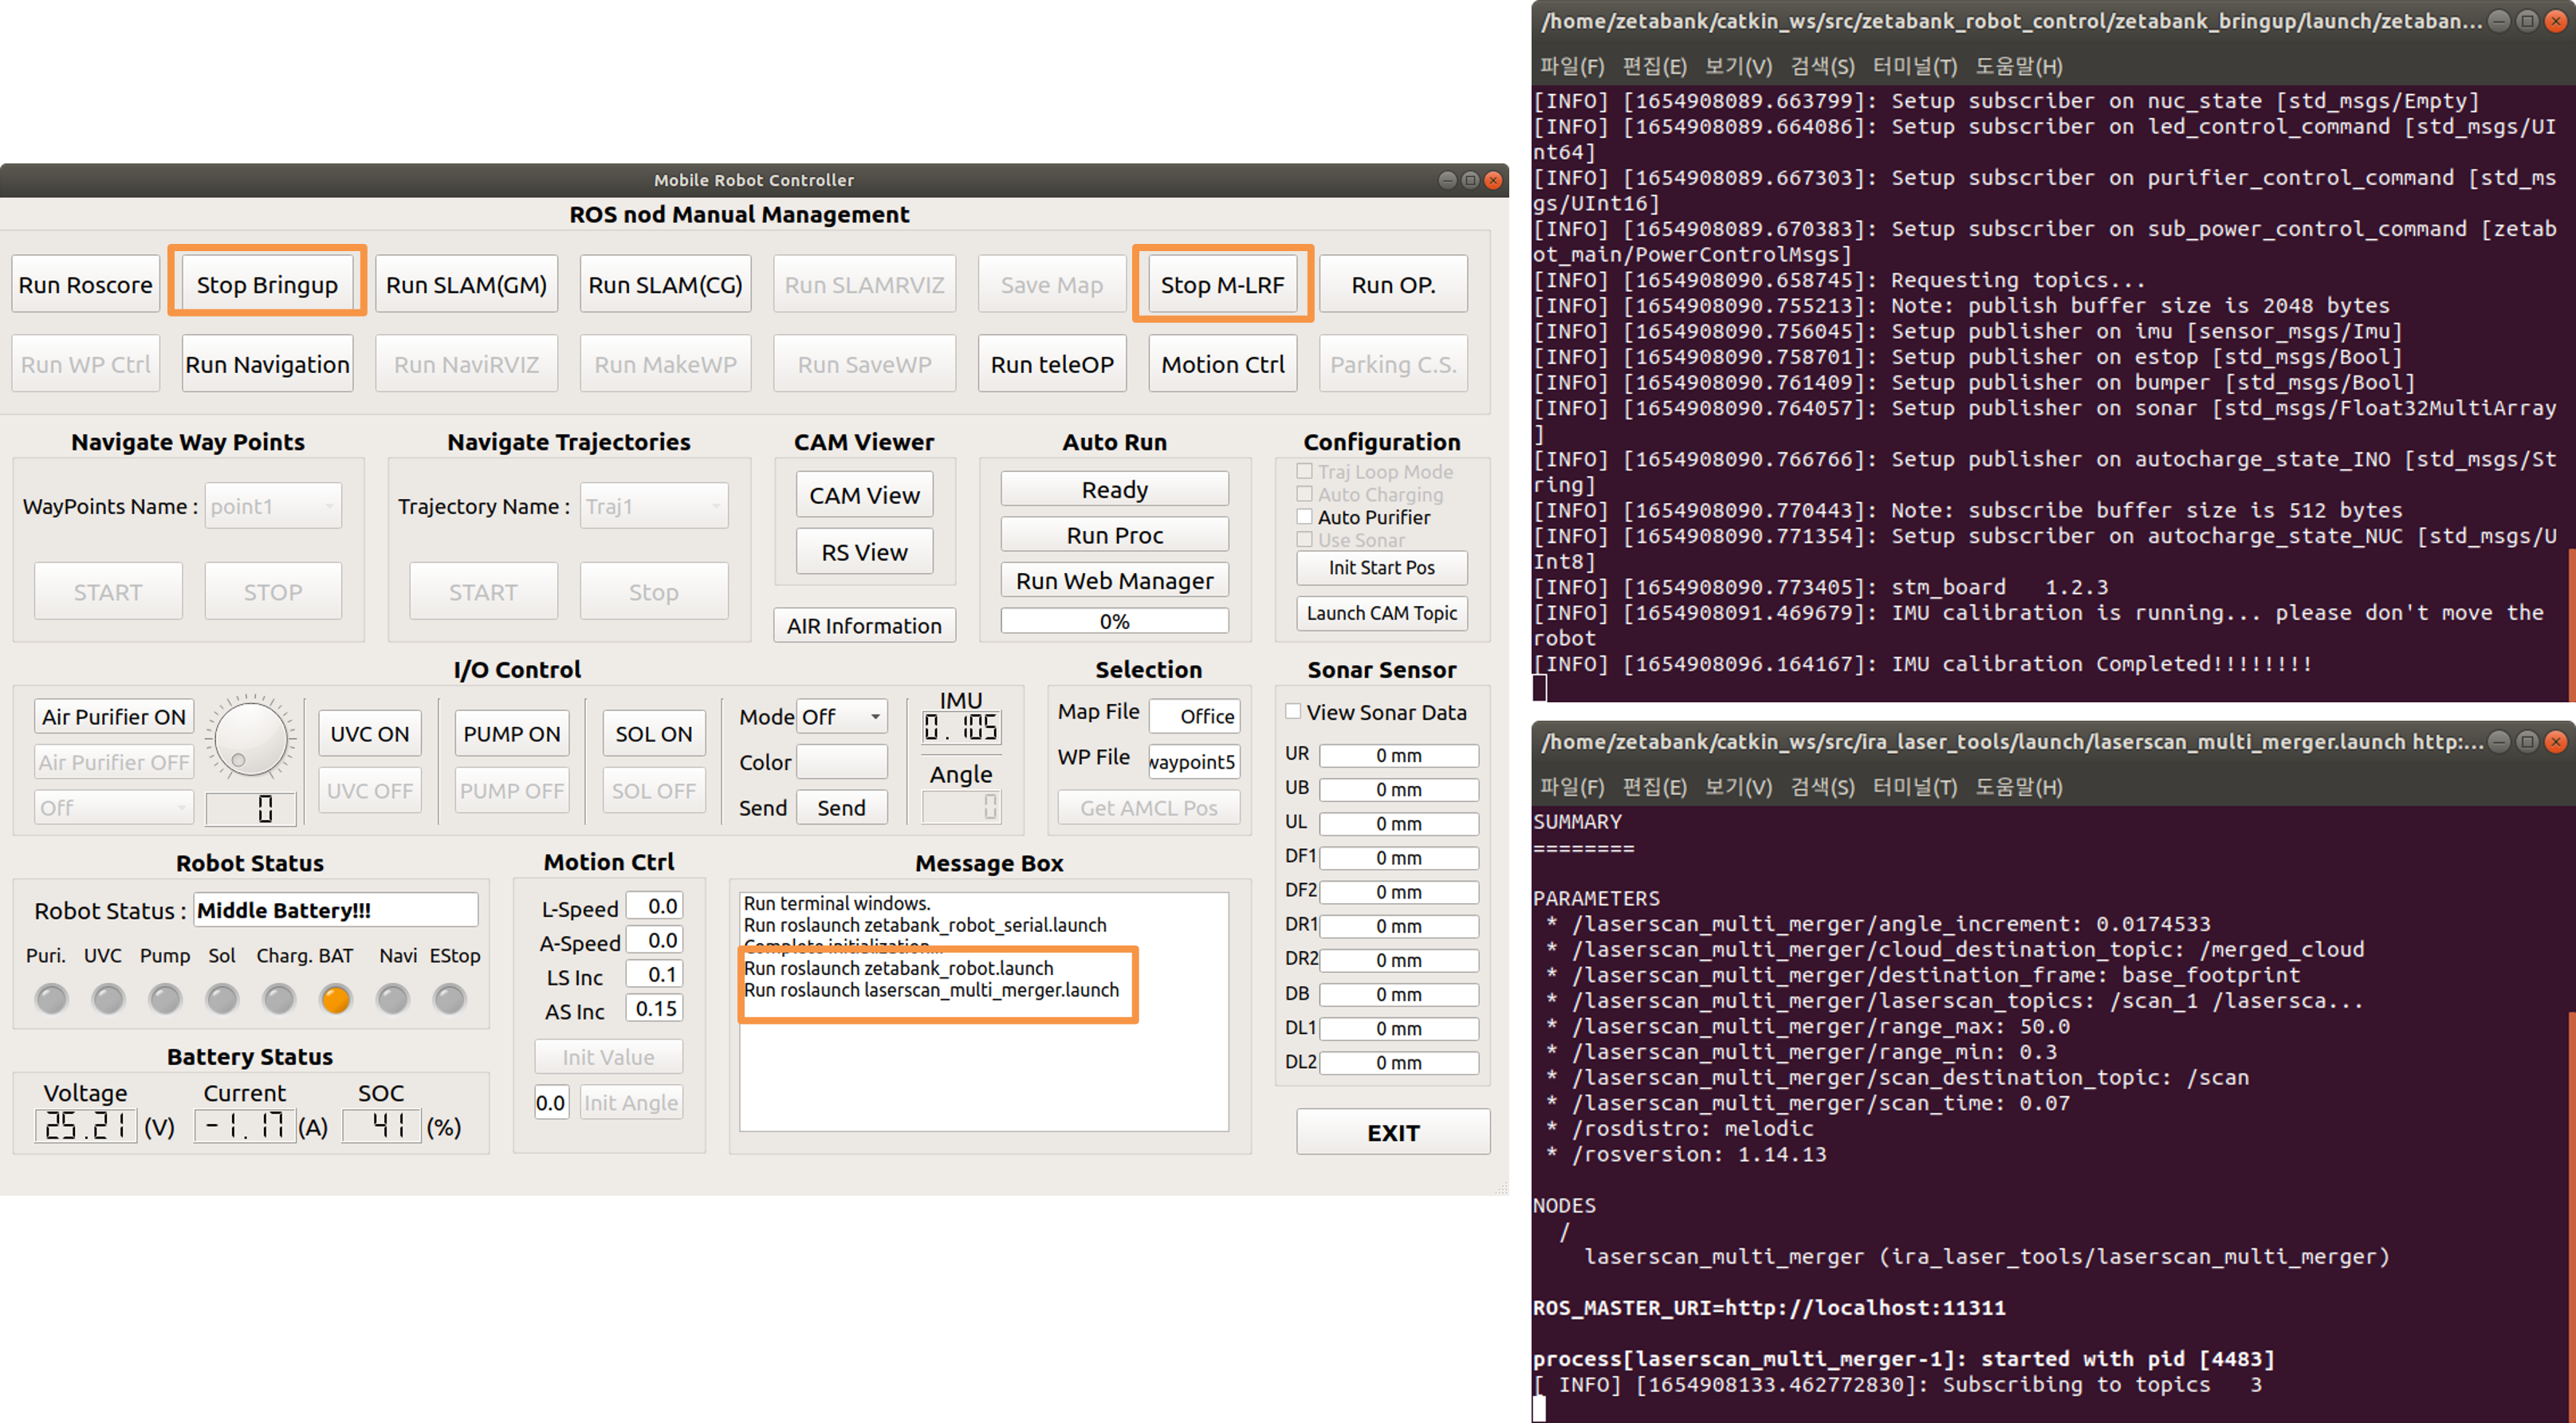 Mobile Robot Controller
ROS nod Manual Management
Run Roscore Stop Bringup Run SLAM(GM) Run SLAM(CG) Run SLAMRVIZ Save Map Stop M-LRF Run OP.
Run WP Ctrl Run Navigation Run NaviRVIZ Run MakeWP Run SaveWP Run teleOP Motion Ctrl Parking C.S.
Navigate Way Points
WayPoints Name : point1
START STOP
Navigate Trajectories
Trajectory Name : Traj1
START Stop
CAM Viewer
CAM View
RS View
AIR Information
Auto Run
Ready
Run Proc
Run Web Manager
0%
Configuration
Traj Loop Mode
Auto Charging
Auto Purifier
Use Sonar
Init Start Pos
Launch CAM Topic
I/O Control
Air Purifier ON
Air Purifier OFF
Off
0
UVC ON
UVC OFF
PUMP ON
PUMP OFF
SOL ON
SOL OFF
Mode Off
Color
Send Send
IMU
0.105
Angle
0
Selection
Map File Office
WP File waypoint5
Get AMCL Pos
Sonar Sensor
View Sonar Data
UR 0 mm
UB 0 mm
UL 0 mm
DF1 0 mm
DF2 0 mm
DR1 0 mm
DR2 0 mm
DB 0 mm
DL1 0 mm
DL2 0 mm
EXIT
Robot Status
Robot Status : Middle Battery!!!
Puri. UVC Pump Sol Charg. BAT Navi EStop
Battery Status
Voltage Current SOC
25.21 (V) -1.17 (A) 41 (%)
Motion Ctrl
L-Speed 0.0
A-Speed 0.0
LS Inc 0.1
AS Inc 0.15
Init Value
0.0 Init Angle
Message Box
Run terminal windows.
Run roslaunch zetabank_robot_serial.launch
Complete initialization...
Run roslaunch zetabank_robot.launch
Run roslaunch laserscan_multi_merger.launch
/home/zetabank/catkin_ws/src/zetabank_robot_control/zetabank_bringup/launch/zetaban...
파일(F) 편집(E) 보기(V) 검색(S) 터미널(T) 도움말(H)
[INFO] [1654908089.663799]: Setup subscriber on nuc_state [std_msgs/Empty]
[INFO] [1654908089.664086]: Setup subscriber on led_control_command [std_msgs/UI
nt64]
[INFO] [1654908089.667303]: Setup subscriber on purifier_control_command [std_ms
gs/UInt16]
[INFO] [1654908089.670383]: Setup subscriber on sub_power_control_command [zetab
ot_main/PowerControlMsgs]
[INFO] [1654908090.658745]: Requesting topics...
[INFO] [1654908090.755213]: Note: publish buffer size is 2048 bytes
[INFO] [1654908090.756045]: Setup publisher on imu [sensor_msgs/Imu]
[INFO] [1654908090.758701]: Setup publisher on estop [std_msgs/Bool]
[INFO] [1654908090.761409]: Setup publisher on bumper [std_msgs/Bool]
[INFO] [1654908090.764057]: Setup publisher on sonar [std_msgs/Float32MultiArray
]
[INFO] [1654908090.766766]: Setup publisher on autocharge_state_INO [std_msgs/St
ring]
[INFO] [1654908090.770443]: Note: subscribe buffer size is 512 bytes
[INFO] [1654908090.771354]: Setup subscriber on autocharge_state_NUC [std_msgs/U
Int8]
[INFO] [1654908090.773405]: stm_board 1.2.3
[INFO] [1654908091.469679]: IMU calibration is running... please don't move the
robot
[INFO] [1654908096.164167]: IMU calibration Completed!!!!!!!!
/home/zetabank/catkin_ws/src/ira_laser_tools/launch/laserscan_multi_merger.launch http:...
파일(F) 편집(E) 보기(V) 검색(S) 터미널(T) 도움말(H)
SUMMARY
========
PARAMETERS
* /laserscan_multi_merger/angle_increment: 0.0174533
* /laserscan_multi_merger/cloud_destination_topic: /merged_cloud
* /laserscan_multi_merger/destination_frame: base_footprint
* /laserscan_multi_merger/laserscan_topics: /scan_1 /lasersca...
* /laserscan_multi_merger/range_max: 50.0
* /laserscan_multi_merger/range_min: 0.3
* /laserscan_multi_merger/scan_destination_topic: /scan
* /laserscan_multi_merger/scan_time: 0.07
* /rosdistro: melodic
* /rosversion: 1.14.13
NODES
/
laserscan_multi_merger (ira_laser_tools/laserscan_multi_merger)
ROS_MASTER_URI=http://localhost:11311
process[laserscan_multi_merger-1]: started with pid [4483]
[ INFO] [1654908133.462772830]: Subscribing to topics 3